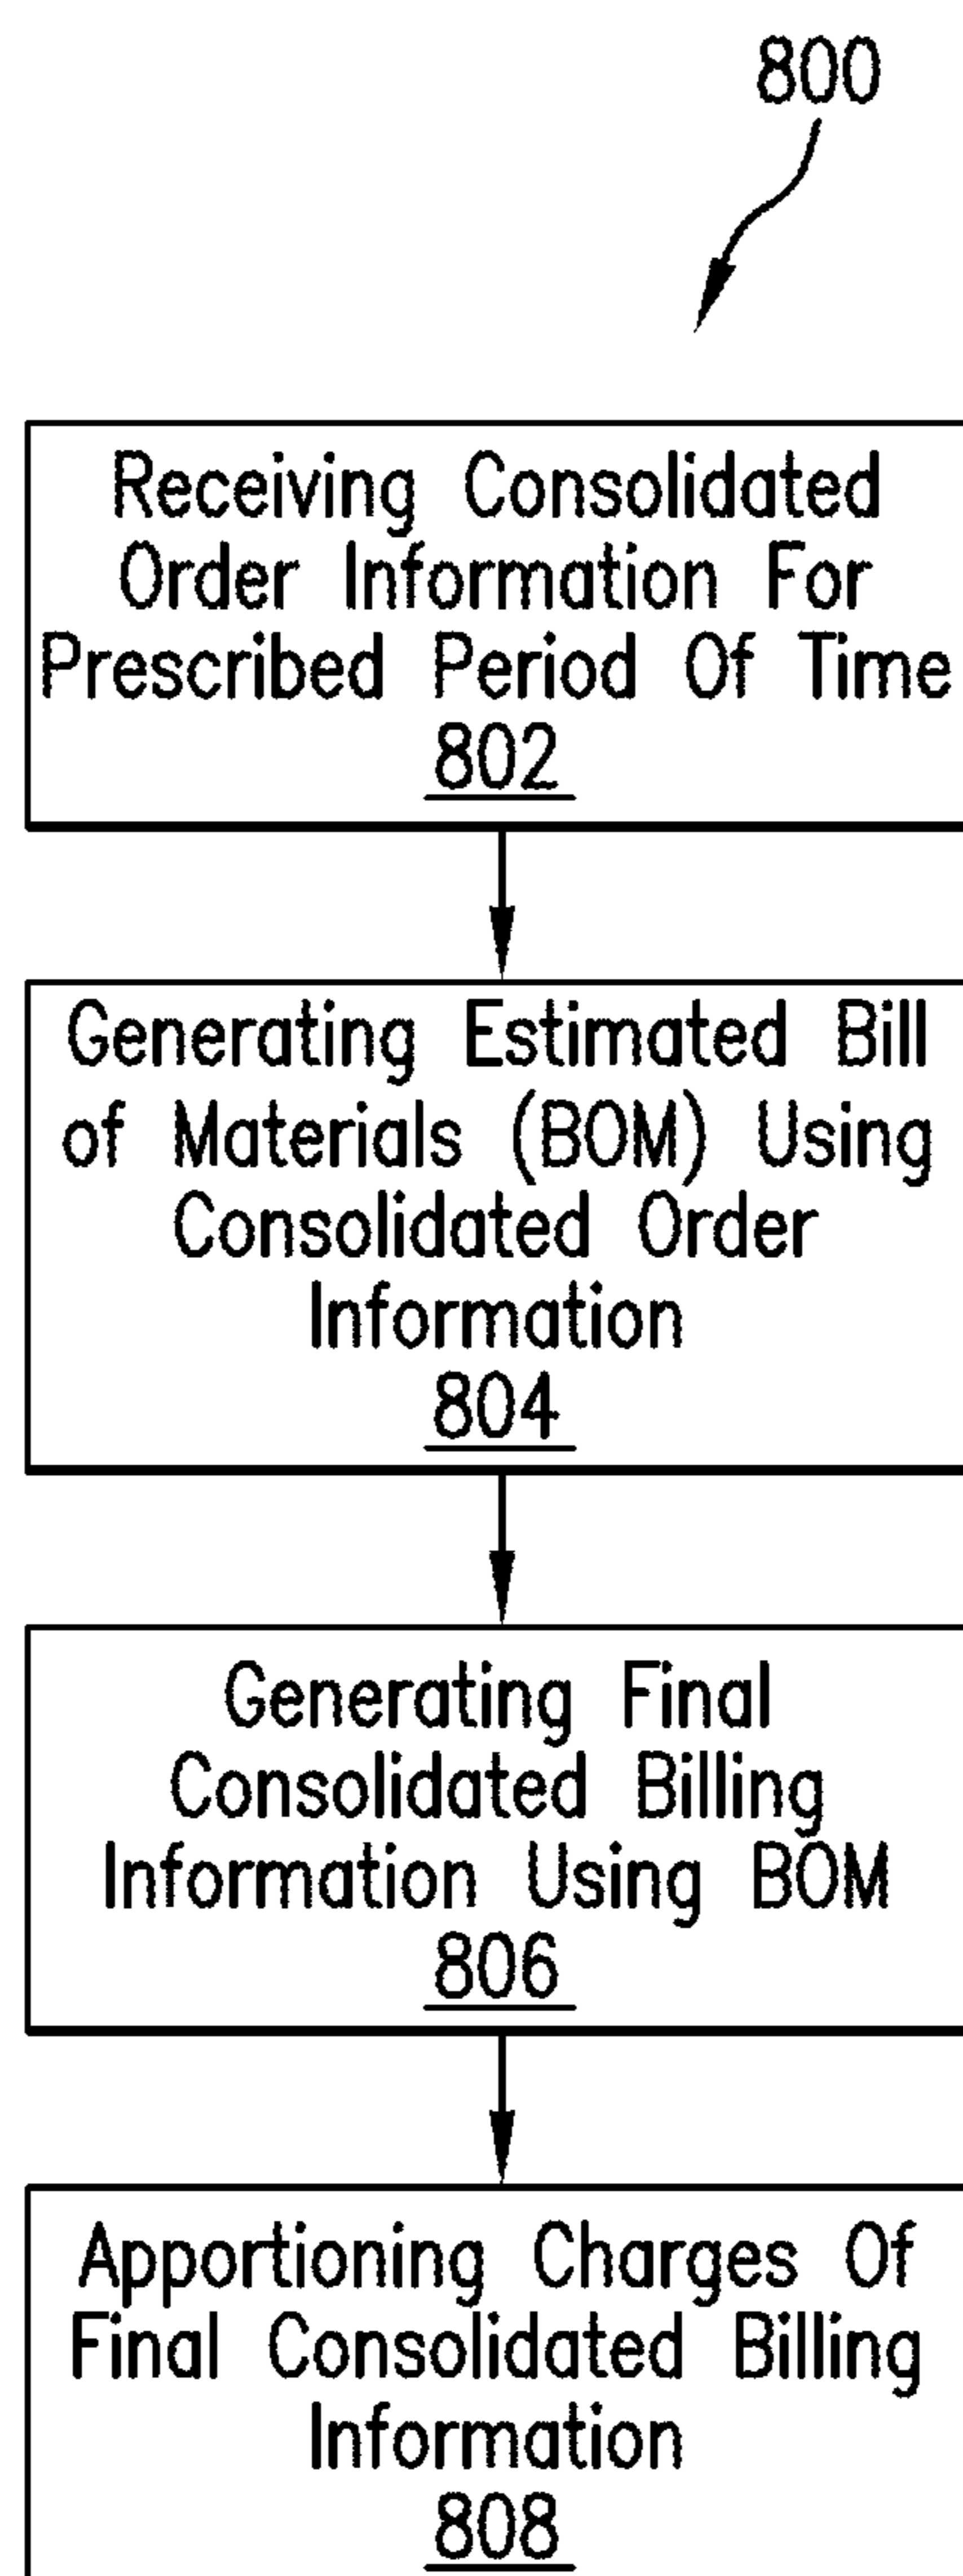 800
Receiving Consolidated
Order Information For
Prescribed Period Of Time
802
Generating Estimated Bill
of Materials (BOM) Using
Consolidated Order
Information
804
Generating Final
Consolidated Billing
Information Using BOM
806
Apportioning Charges Of
Final Consolidated Billing
Information
808